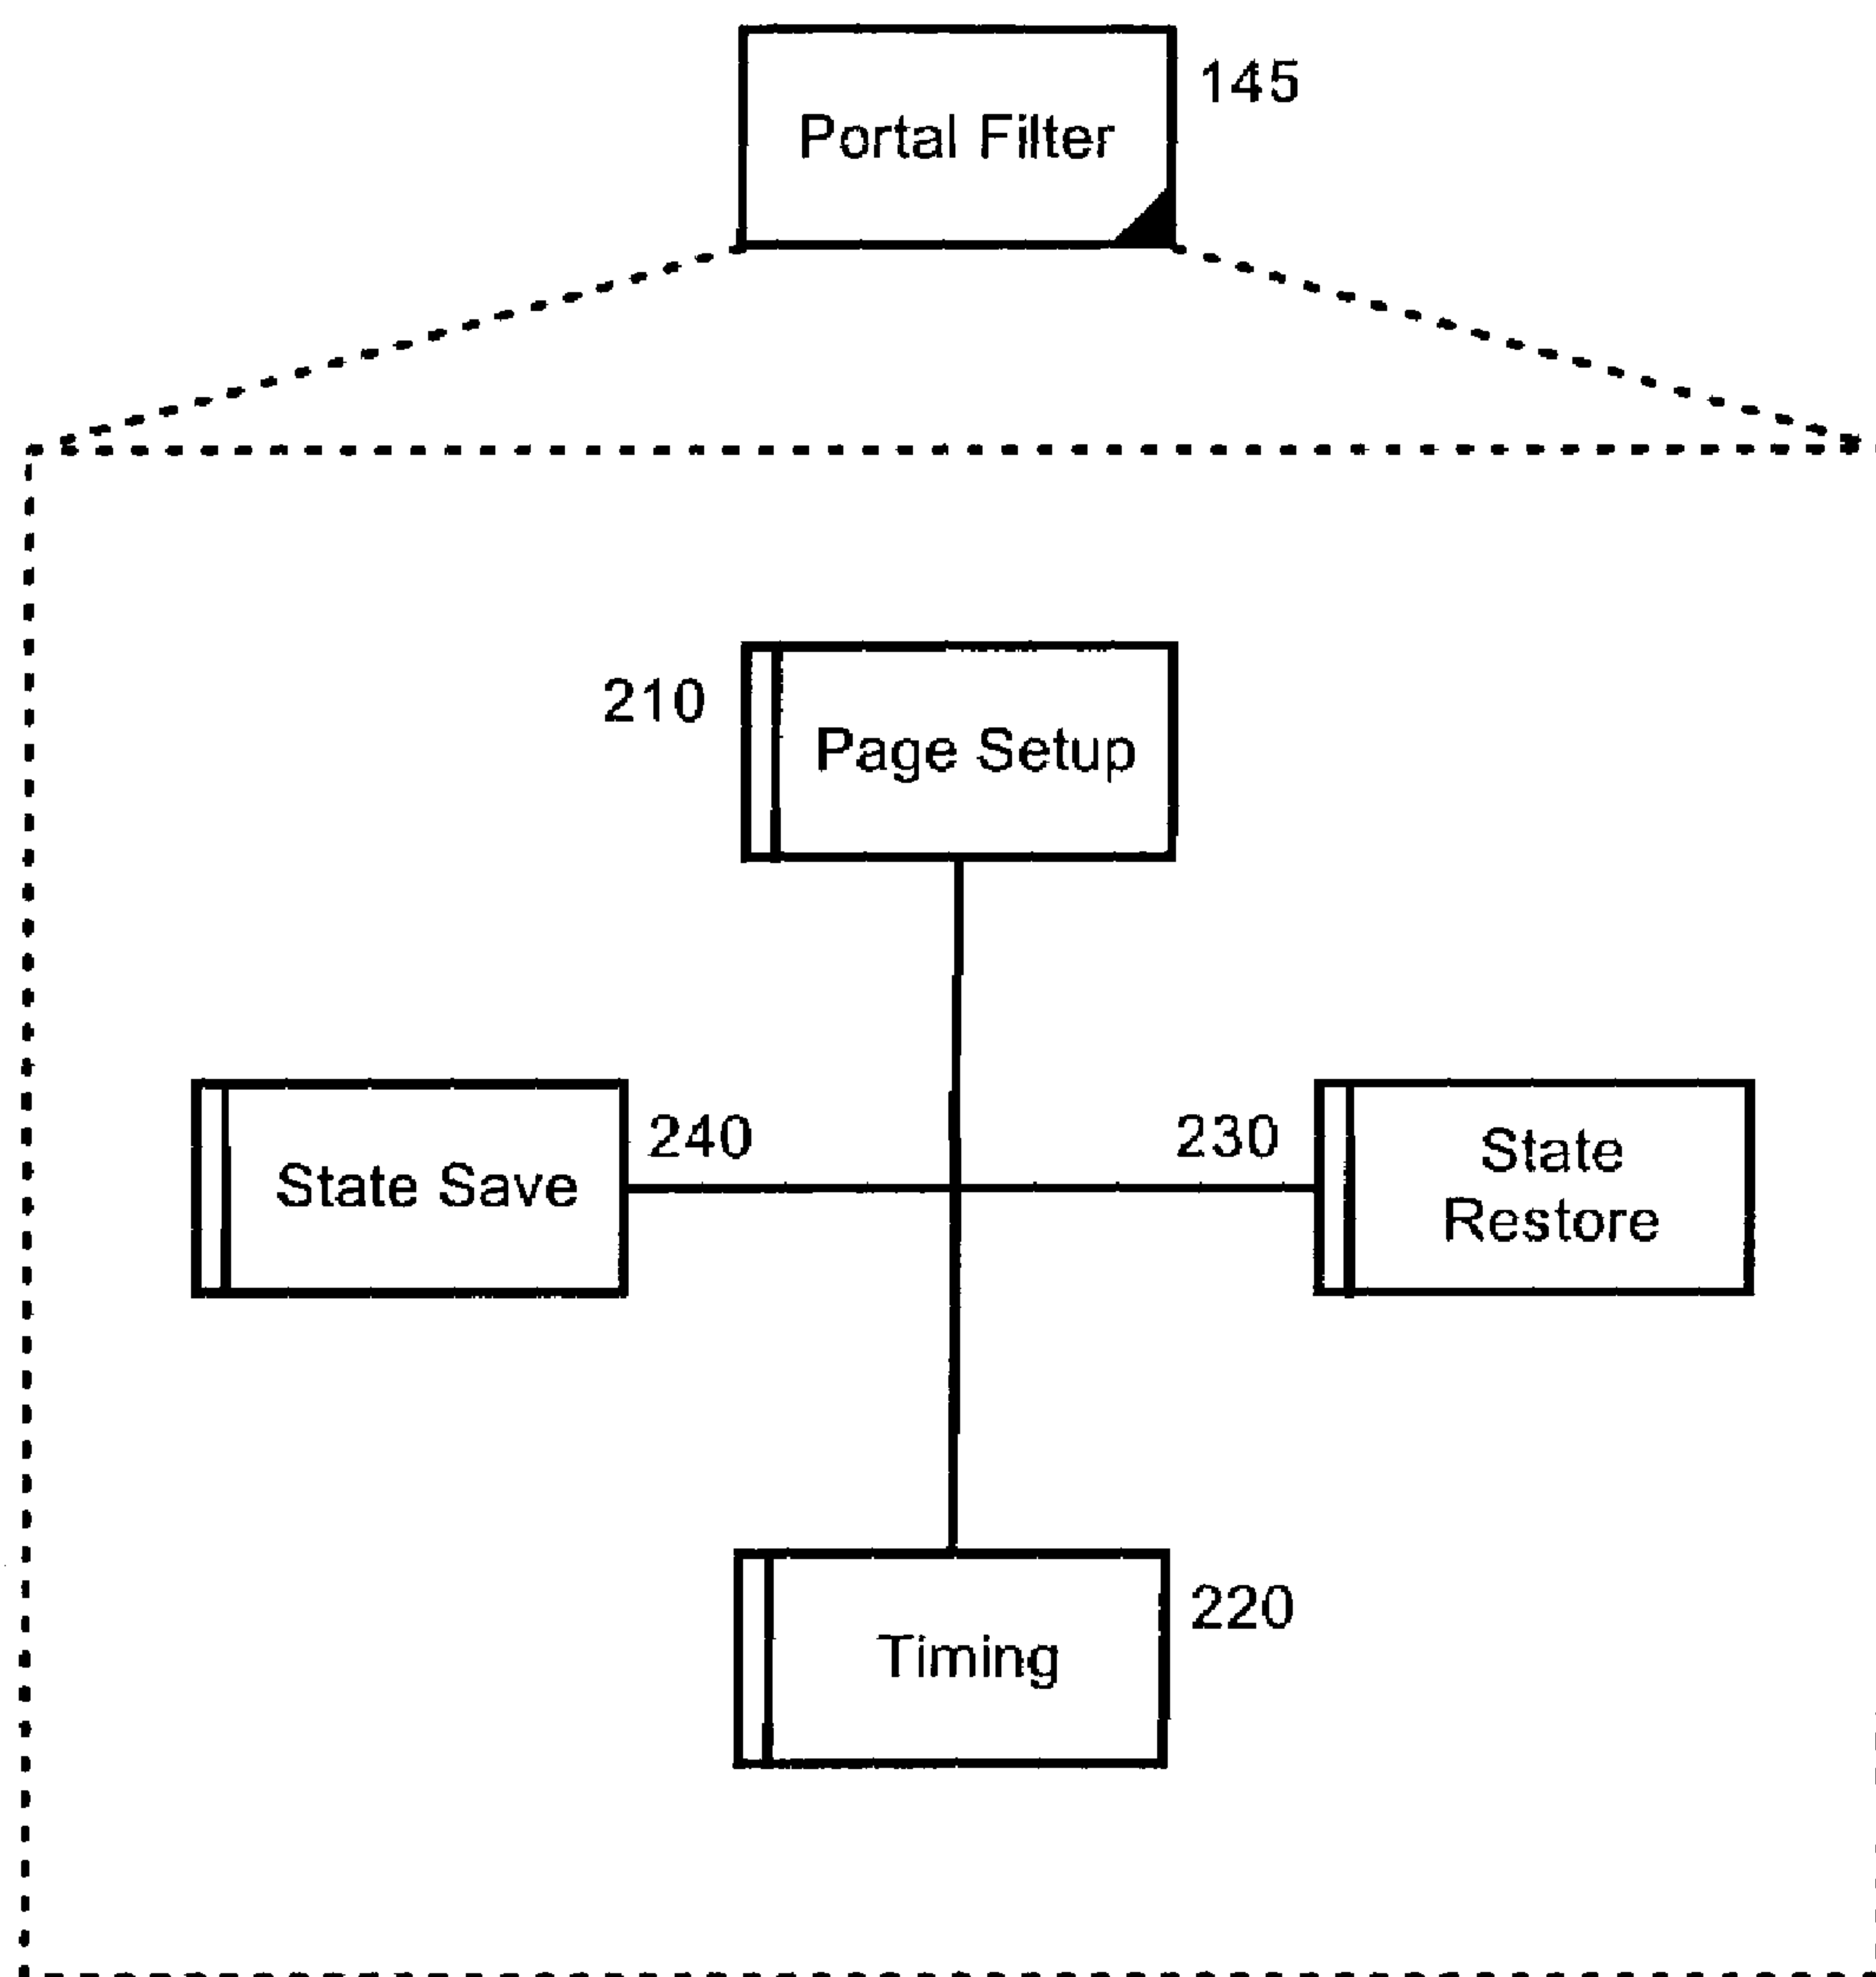 145
Portal Filter
210
Page Setup
240
State Save
230
State
Restore
220
Timing